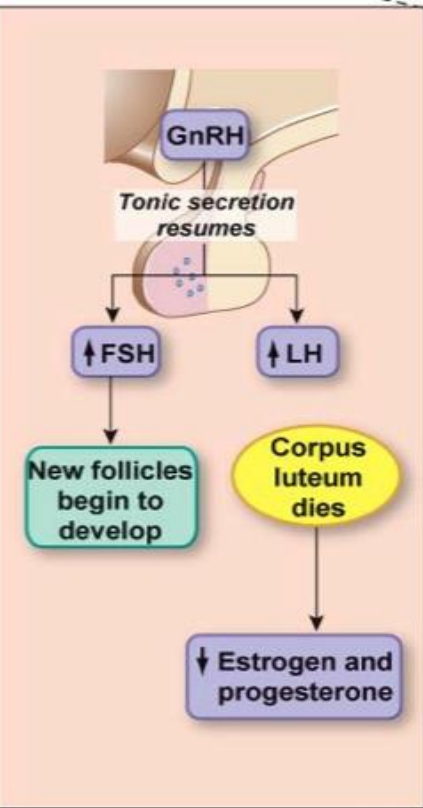 GnRH
Tonic secretion
resumes
↑FSH
↑LH
New follicles
begin to
develop
Corpus
luteum
dies
↓ Estrogen and
progesterone